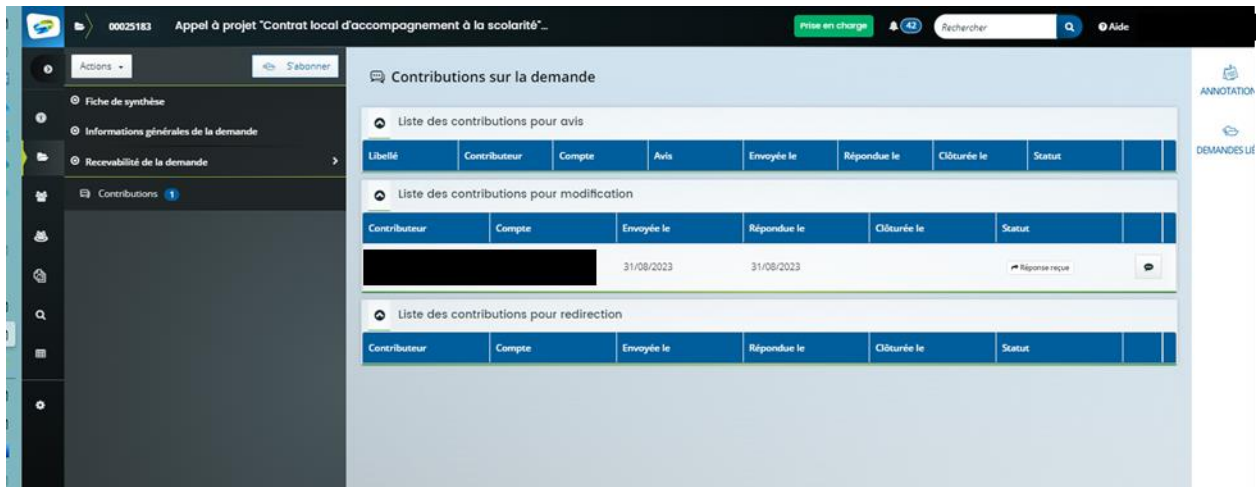 00025183 Appel à projet "Contrat local d'accompagnement à la scolarité"... Prise en charge 42 Rechercher Aide
Actions S'abonner
Fiche de synthèse
Informations générales de la demande
Recevabilité de la demande
Contributions 1
Contributions sur la demande
Liste des contributions pour avis
Libellé Contributeur Compte Avis Envoyée le Répondue le Clôturée le Statut
Liste des contributions pour modification
Contributeur Compte Envoyée le Répondue le Clôturée le Statut
31/08/2023 31/08/2023 Réponse reçue
Liste des contributions pour redirection
Contributeur Compte Envoyée le Répondue le Clôturée le Statut
ANNOTATION
DEMANDES LIÉ